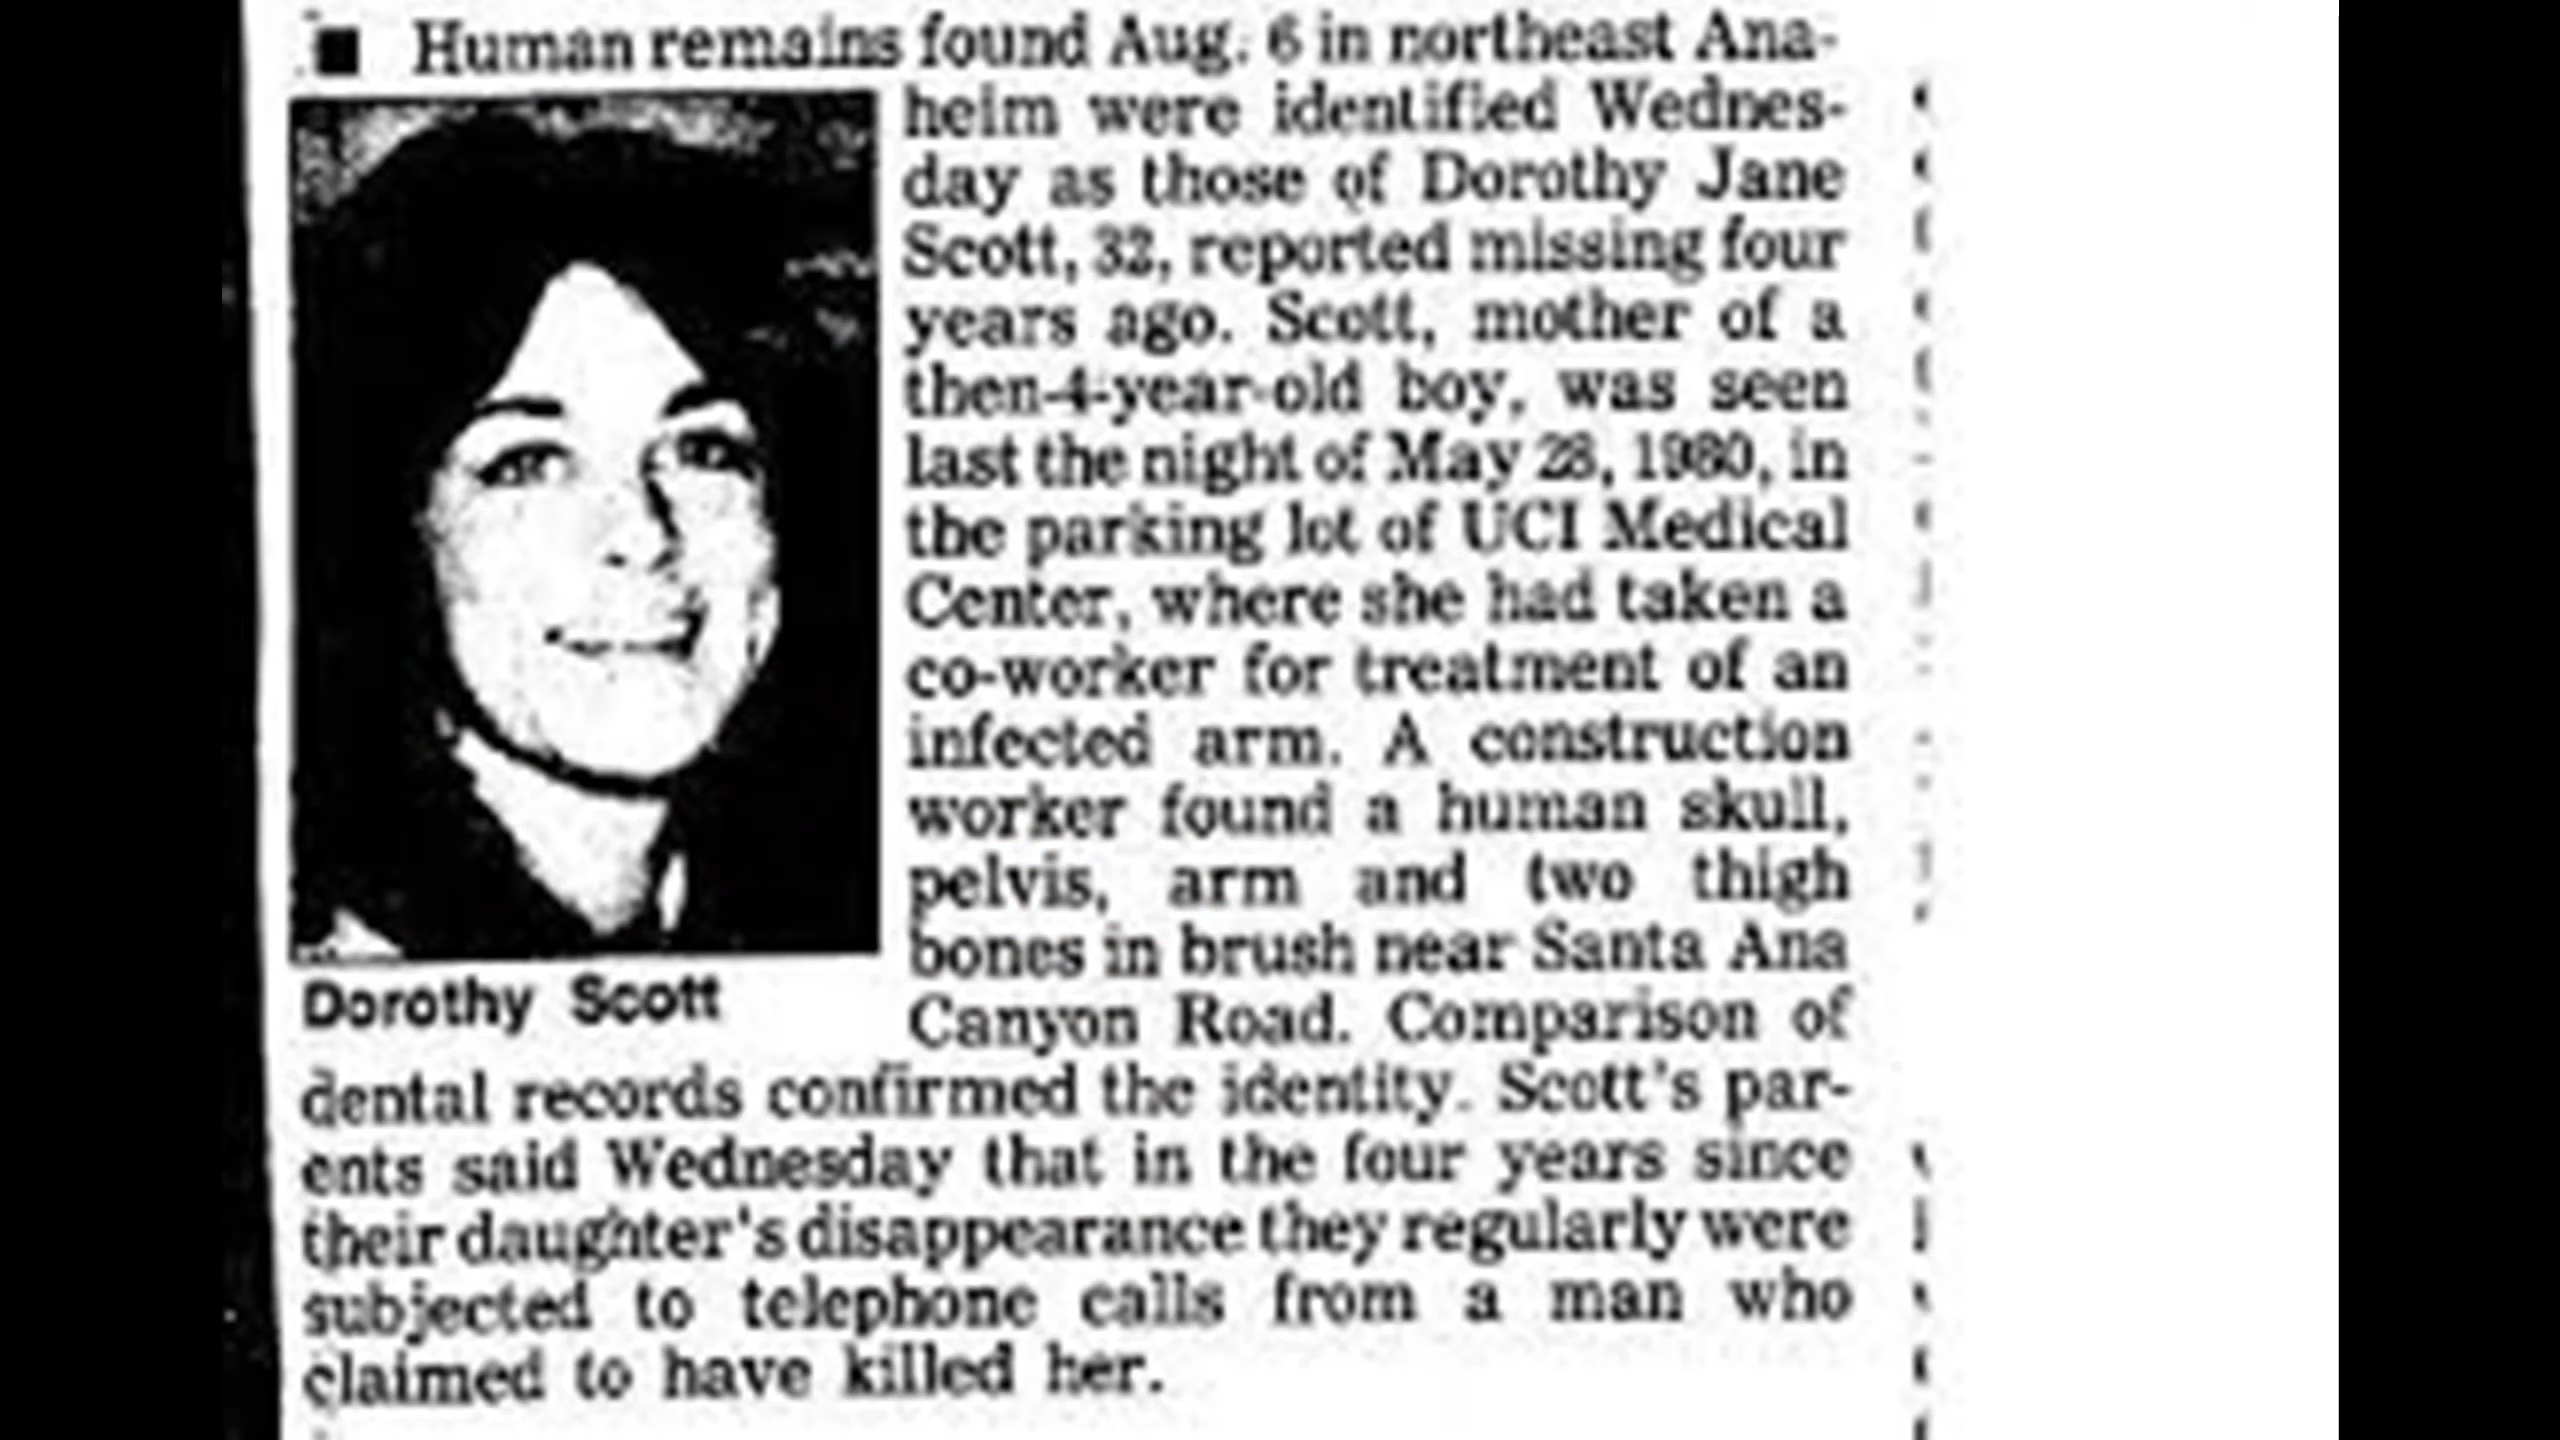 ■ Human remains found Aug. 6 in northeast Ana-
heim were identified Wednes-
day as those of Dorothy Jane
Scott, 32, reported missing four
years ago. Scott, mother of a
then-4-year-old boy, was seen
last the night of May 28, 1980, in
the parking lot of UCI Medical
Center, where she had taken a
co-worker for treatment of an
infected arm. A construction
worker found a human skull,
pelvis, arm and two thigh
bones in brush near Santa Ana
Canyon Road. Comparison of
Dorothy Scott
dental records confirmed the identity. Scott's par-
ents said Wednesday that in the four years since
their daughter's disappearance they regularly were
subjected to telephone calls from a man who
claimed to have killed her.